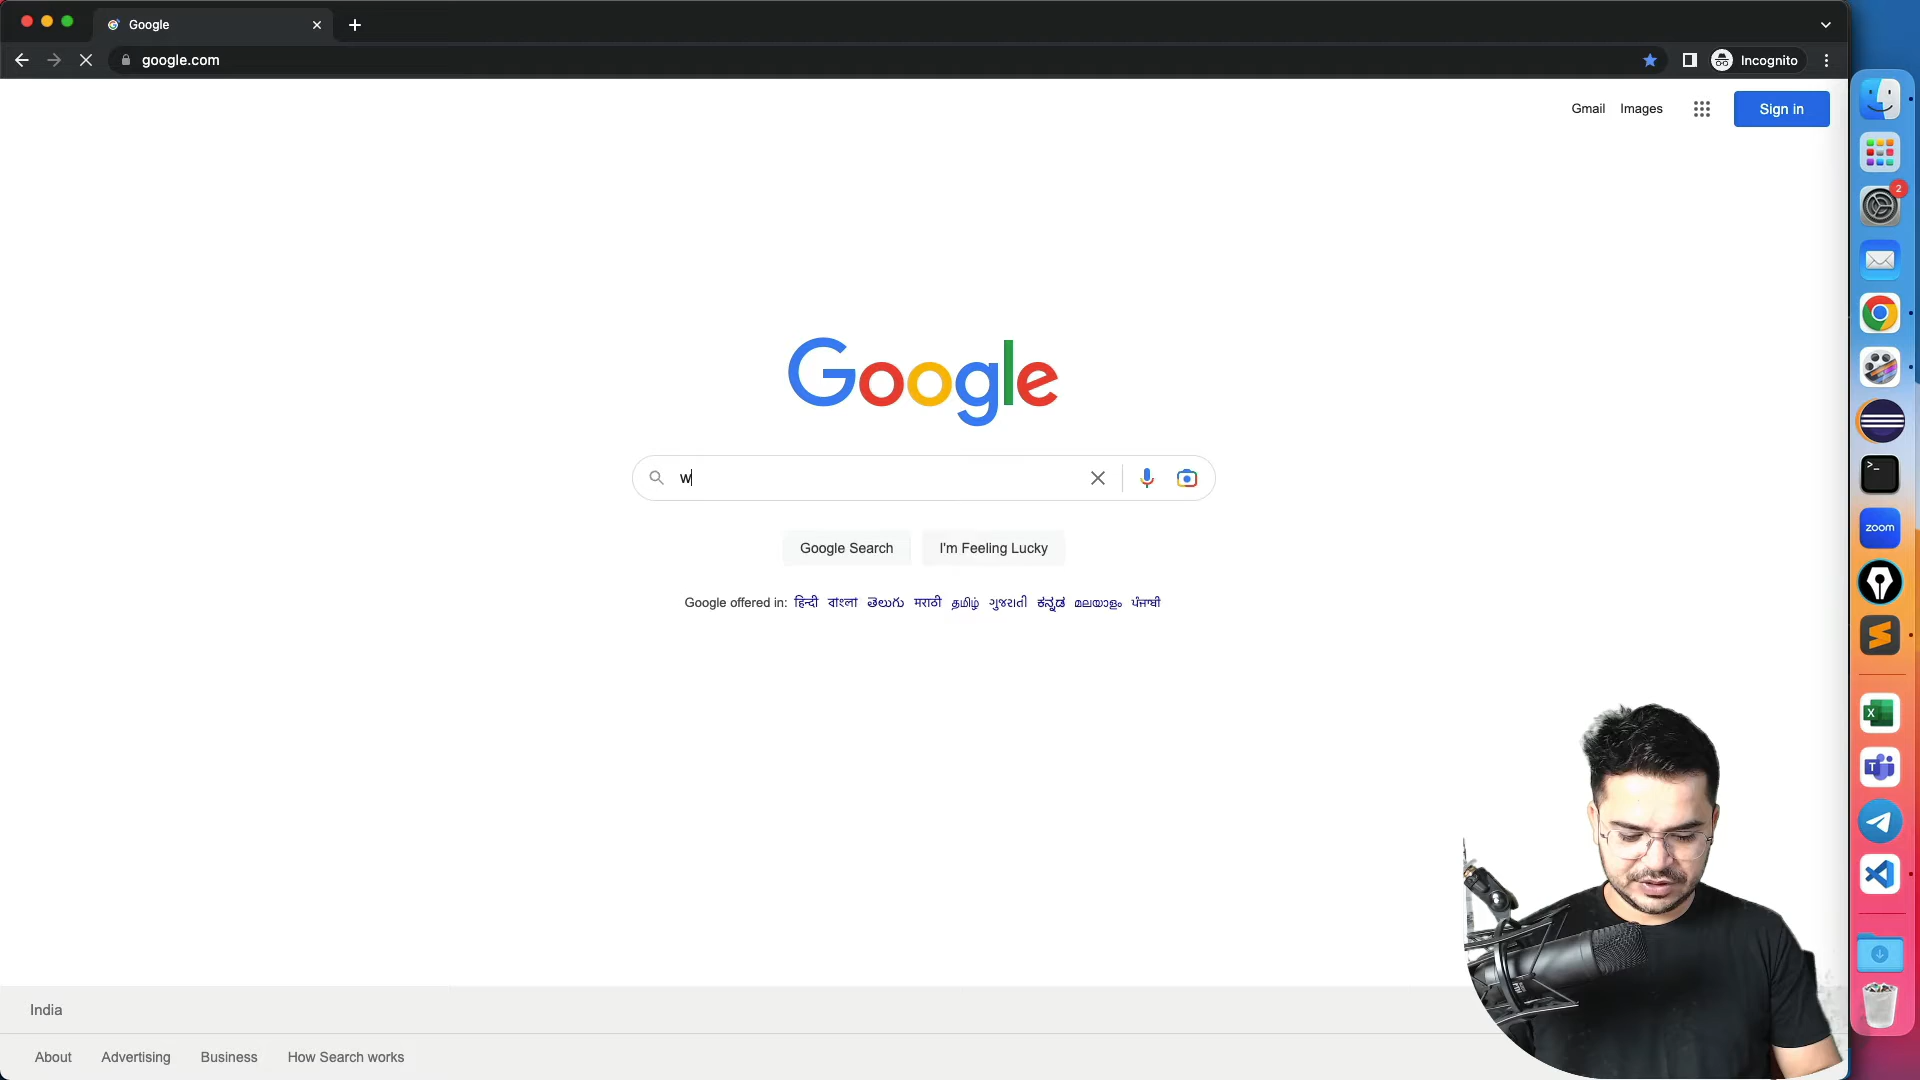 Google
google.com
Incognito
Gmail Images
Sign in
2
Google
w
Google Search
I'm Feeling Lucky
Google offered in: हिन्दी বাংলা తెలుగు मराठी தமிழ் ગુજરાતી ಕನ್ನಡ മലയാളം ਪੰਜਾਬੀ
>_
zoom
X
T
India
About Advertising Business How Search works